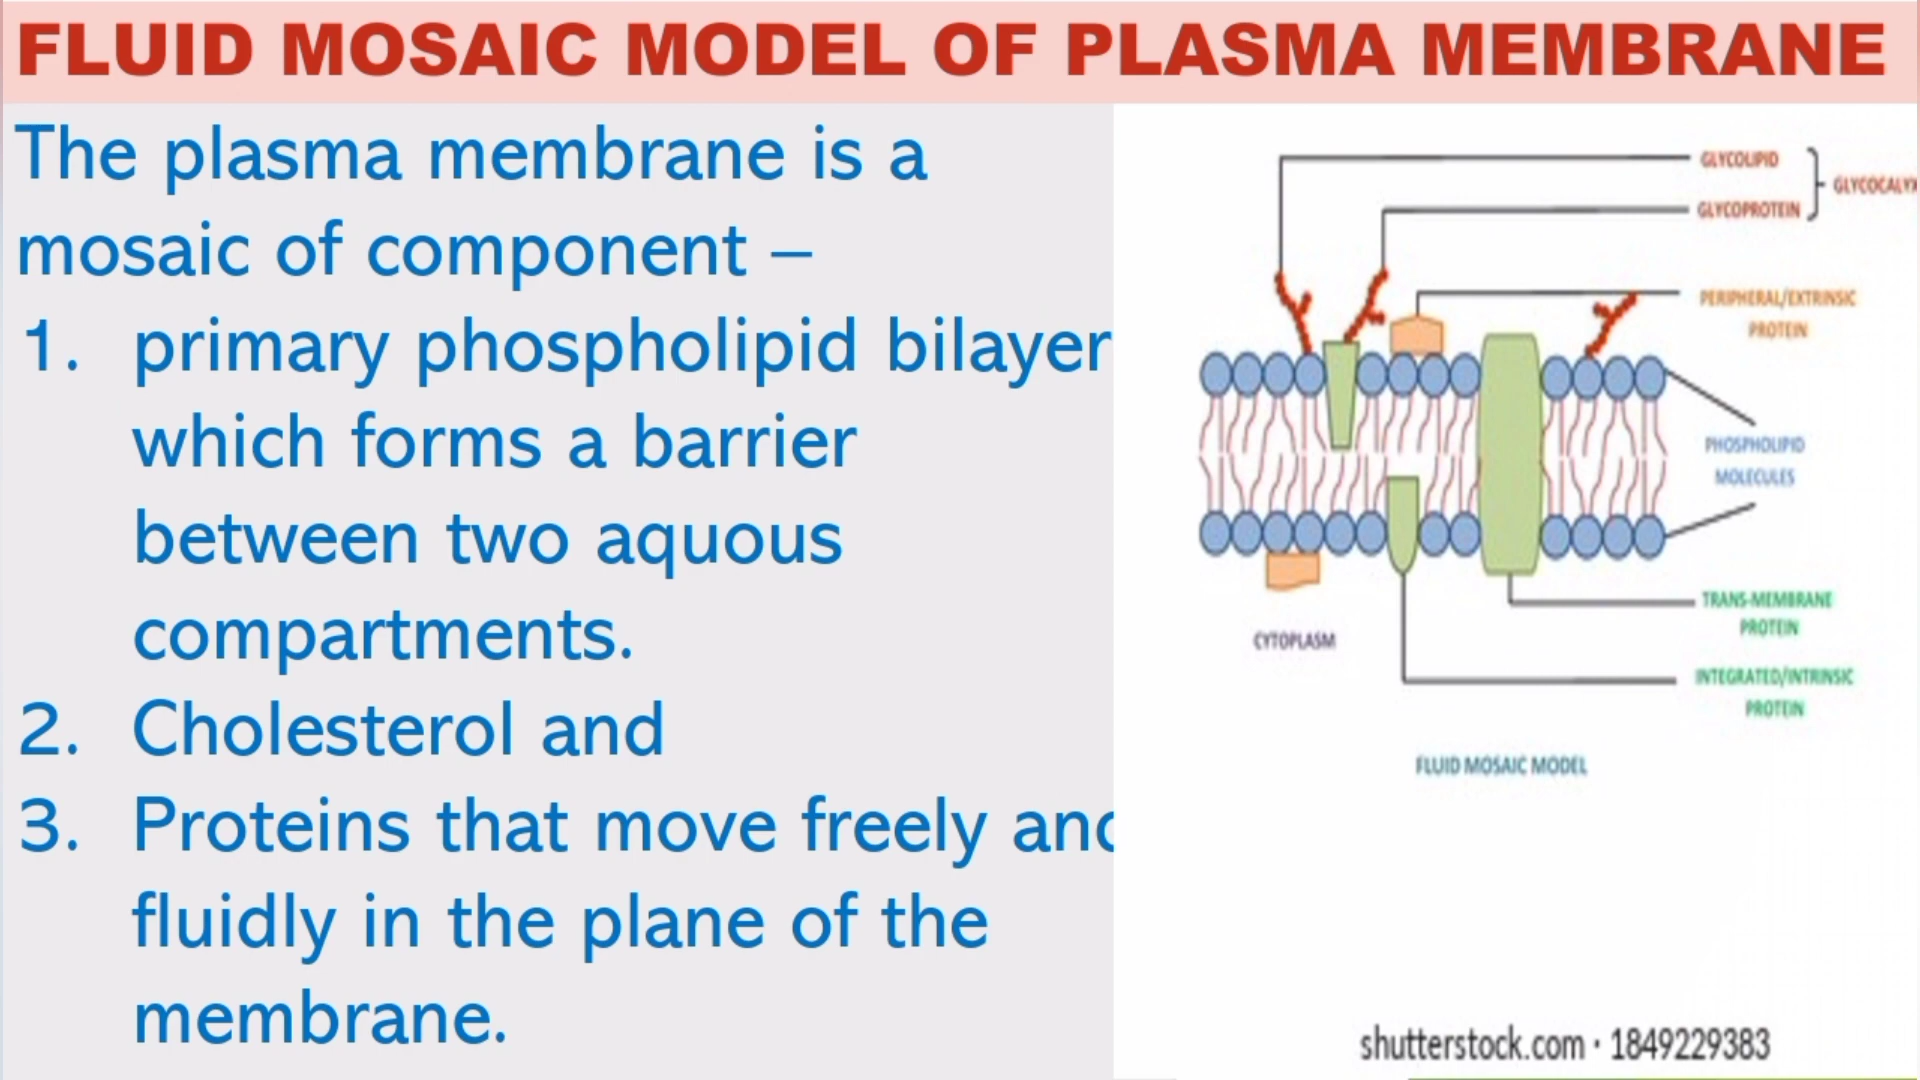 FLUID MOSAIC MODEL OF PLASMA MEMBRANE
The plasma membrane is a
mosaic of component –
1. primary phospholipid bilayer
which forms a barrier
between two aquous
compartments.
2. Cholesterol and
3. Proteins that move freely and
fluidly in the plane of the
membrane.
GLYCOLIPID
GLYCOCALYX
GLYCOPROTEIN
PERIPHERAL/EXTRINSIC
PROTEIN
PHOSPHOLIPID
MOLECULES
TRANS-MEMBRANE
PROTEIN
CYTOPLASM
INTEGRATED/INTRINSIC
PROTEIN
FLUID MOSAIC MODEL
shutterstock.com · 1849229383